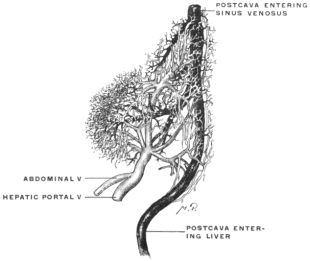 POSTCAVA ENTERING
SINUS VENOSUS
ABDOMINAL V
HEPATIC PORTAL V
POSTCAVA ENTER-
ING LIVER